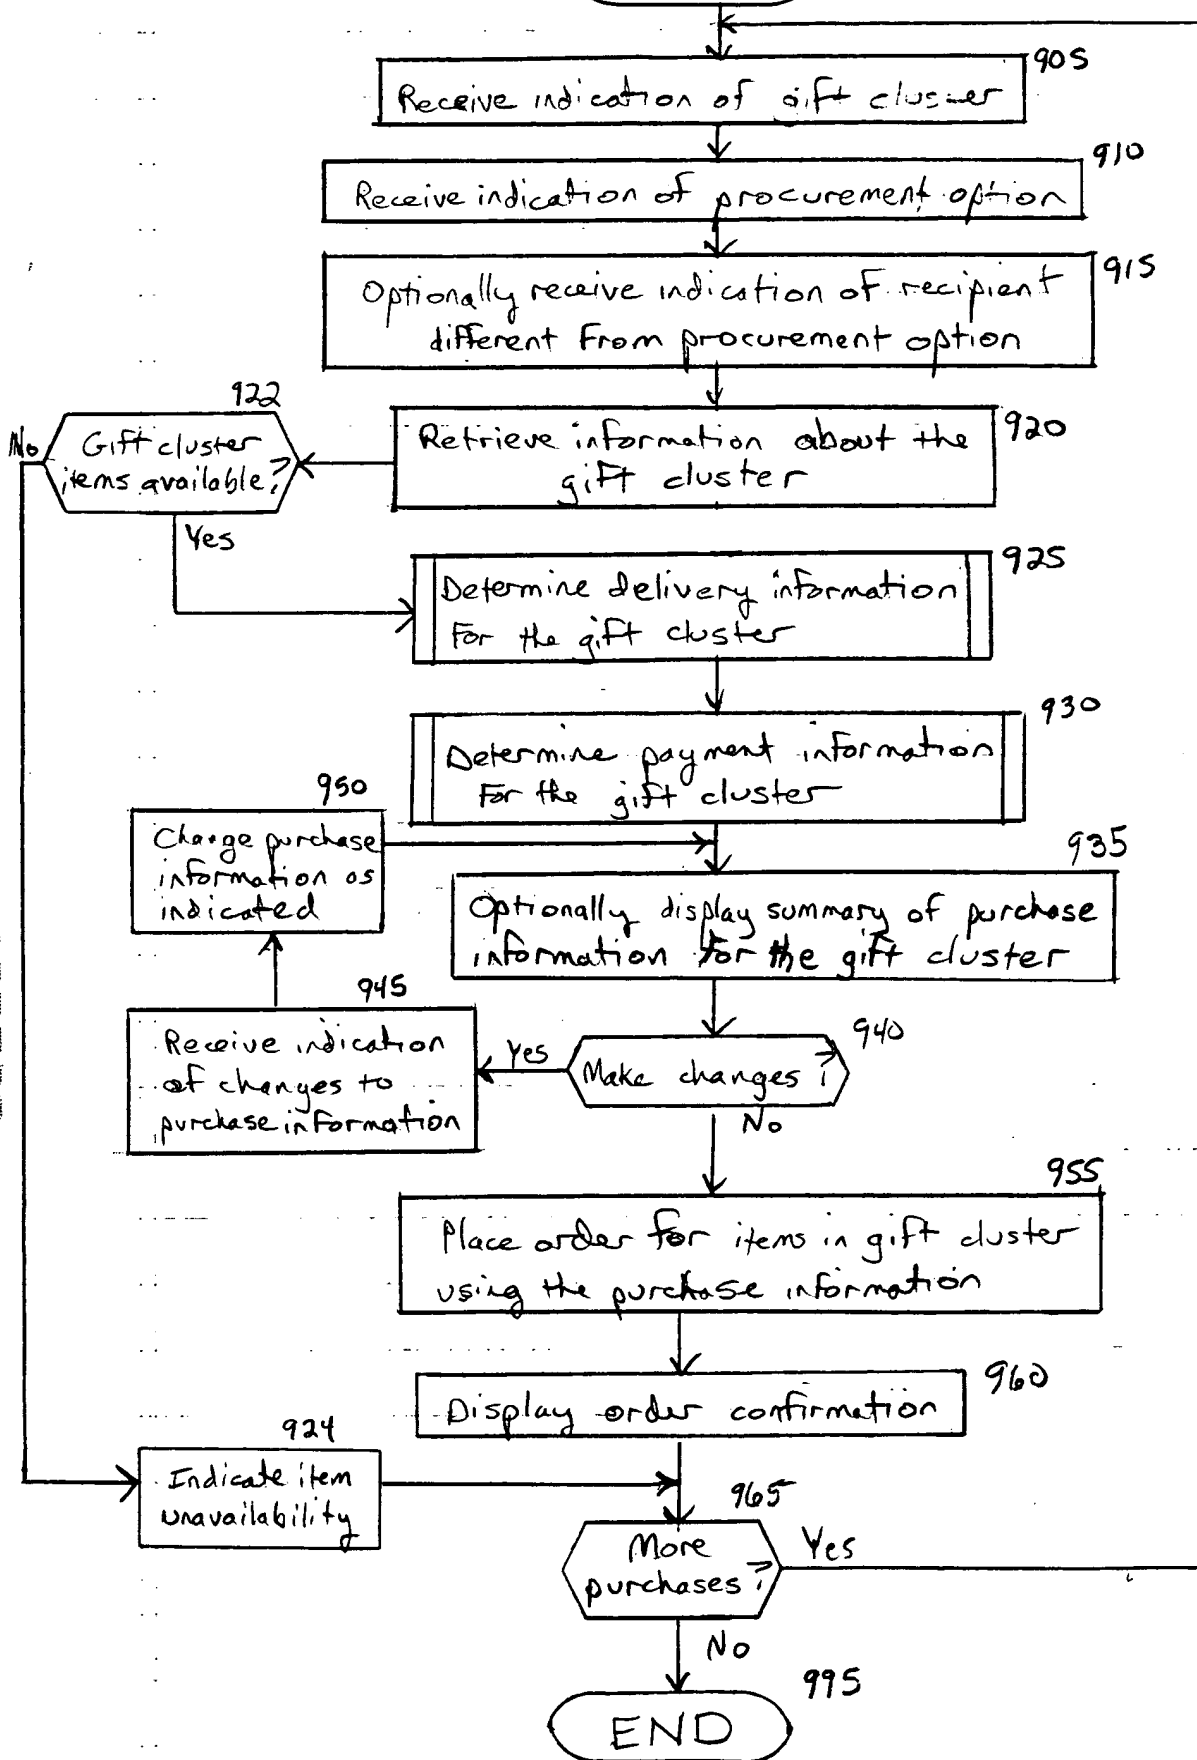 905
Receive indication of gift cluster
910
Receive indication of procurement option
915
Optionally receive indication of recipient
different from procurement option
922
Gift cluster
items available?
No
Yes
920
Retrieve information about the
gift cluster
925
Determine delivery information
for the gift cluster
930
Determine payment information
for the gift cluster
950
Change purchase
information as
indicated
935
Optionally display summary of purchase
information for the gift cluster
945
Receive indication
of changes to
purchase information
Yes
940
Make changes?
No
955
Place order for items in gift cluster
using the purchase information
960
Display order confirmation
924
Indicate item
unavailability
965
More
purchases?
Yes
No
995
END